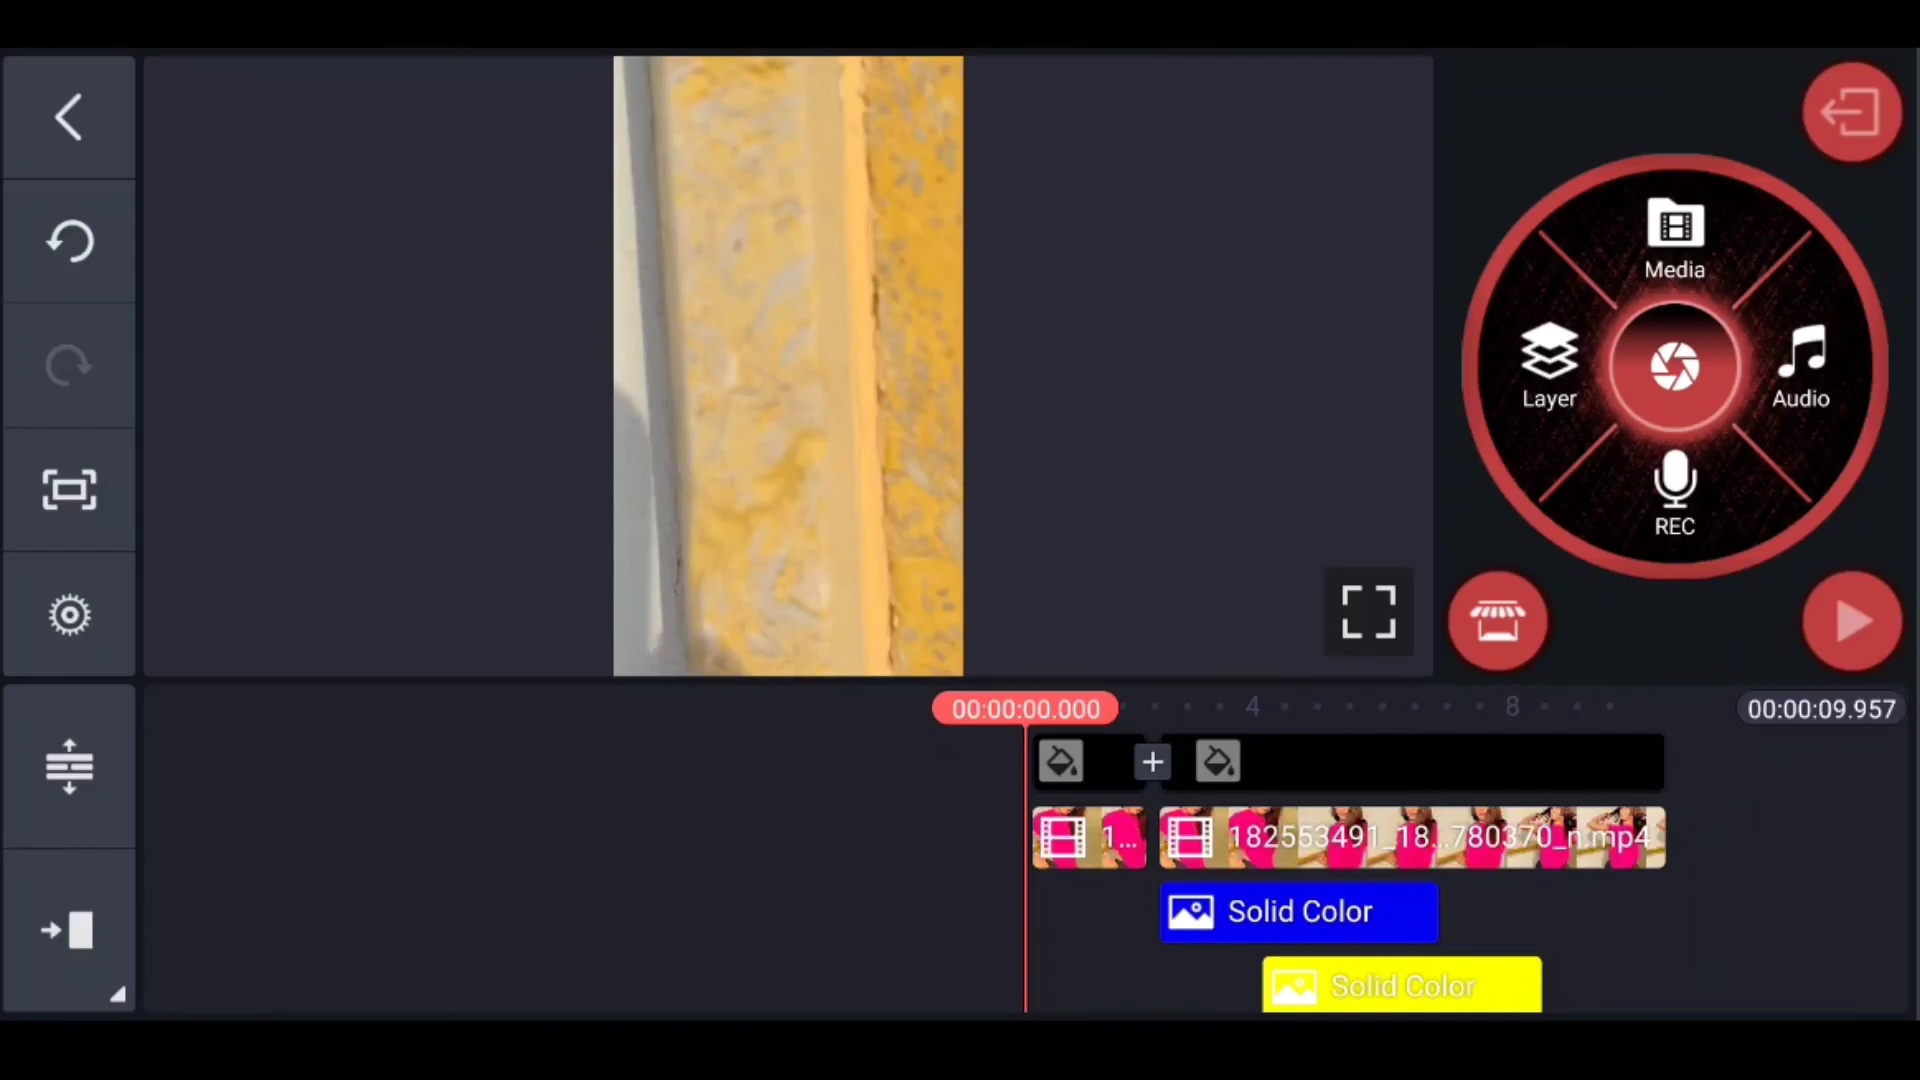 Media
Layer
Audio
REC
00:00:00.000
4
8
00:00:09.957
1...
182553491_18...780370_n.mp4
Solid Color
Solid Color